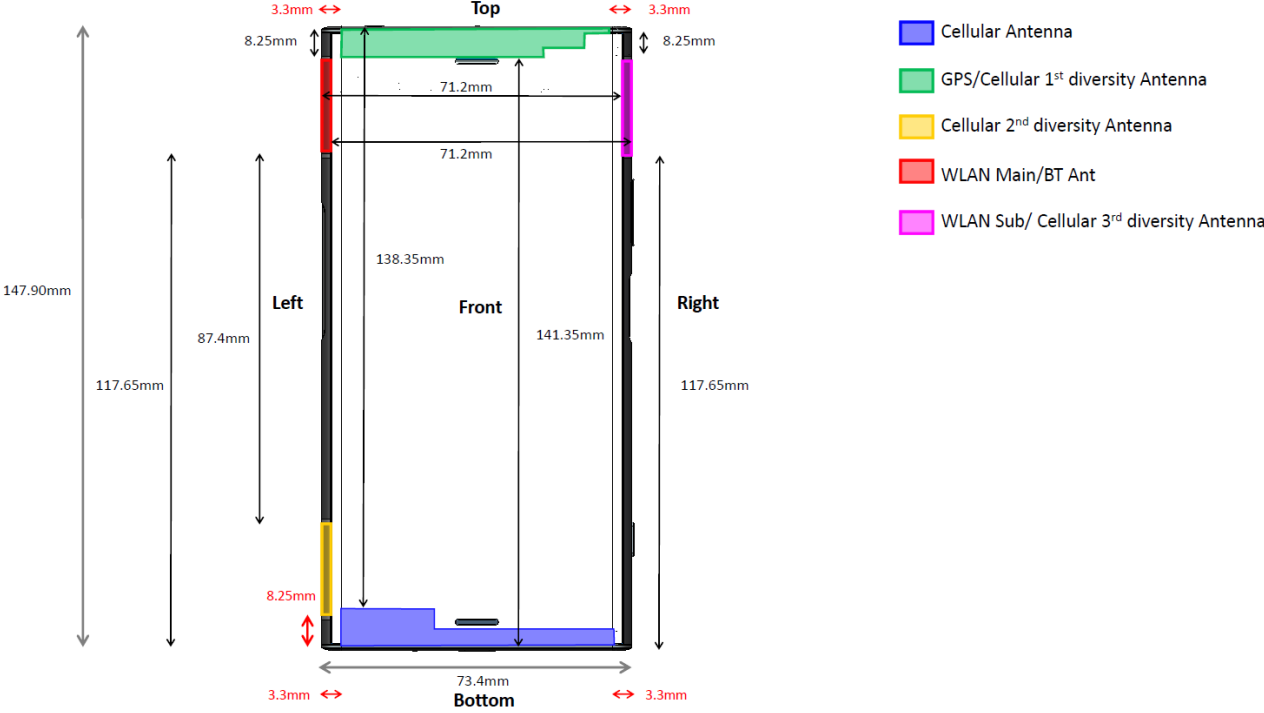 3.3mm
Top
3.3mm
8.25mm
8.25mm
71.2mm
71.2mm
138.35mm
147.90mm
Left
Front
Right
141.35mm
87.4mm
117.65mm
117.65mm
8.25mm
73.4mm
3.3mm
Bottom
3.3mm
Cellular Antenna
GPS/Cellular 1st diversity Antenna
Cellular 2nd diversity Antenna
WLAN Main/BT Ant
WLAN Sub/ Cellular 3rd diversity Antenna